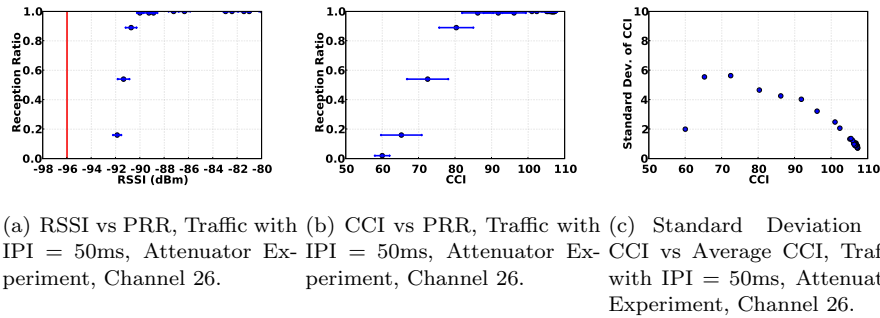 1.0
0.8
0.6
0.4
0.2
0.0
Reception Ratio
-98 -96 -94 -92 -90 -88 -86 -84 -82 -80
RSSI (dBm)
1.0
0.8
0.6
0.4
0.2
0.0
Reception Ratio
50 60 70 80 90 100 110
CCI
10
8
6
4
2
0
Standard Dev. of CCI
50 60 70 80 90 100 110
CCI
(a) RSSI vs PRR, Traffic with
IPI = 50ms, Attenuator Ex-
periment, Channel 26.
(b) CCI vs PRR, Traffic with
IPI = 50ms, Attenuator Ex-
periment, Channel 26.
(c) Standard Deviation
CCI vs Average CCI, Traf
with IPI = 50ms, Attenuat
Experiment, Channel 26.